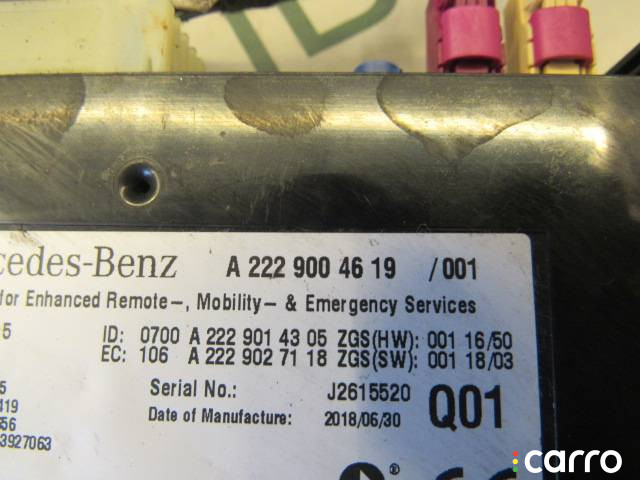 cedes-Benz A 222 900 46 19 /001
for Enhanced Remote-, Mobility- & Emergency Services
5
ID: 0700 A 222 901 43 05 ZGS(HW): 001 16/50
EC: 106 A 222 902 71 18 ZGS(SW): 001 18/03
5
Serial No.: J2615520 Q01
419
Date of Manufacture: 2018/06/30
656
3927063
carro